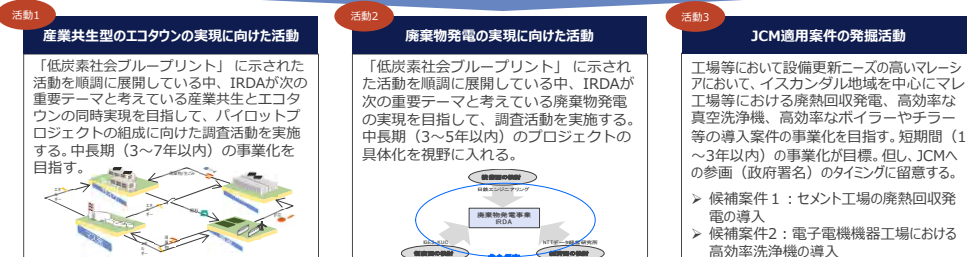 活動1
産業共生型のエコタウンの実現に向けた活動
「低炭素社会ブループリント」 に示された
活動を順調に展開している中、IRDAが次の
重要テーマと考えている産業共生とエコタ
ウンの同時実現を目指して、パイロットプ
ロジェクトの組成に向けた調査活動を実施
する。中長期（3～7年以内）の事業化を
目指す。
活動2
廃棄物発電の実現に向けた活動
「低炭素社会ブループリント」 に示され
た活動を順調に展開している中、IRDAが
次の重要テーマと考えている廃棄物発電
の実現を目指して、調査活動を実施する。
中長期（3～5年以内）のプロジェクトの
具体化を視野に入れる。
日鉄エンジニアリング
廃棄物発電事業
IRDA
NTTデータ経営研究所
活動3
JCM適用案件の発掘活動
工場等において設備更新ニーズの高いマレーシ
アにおいて、イスカンダル地域を中心にマレ
工場等における廃熱回収発電、高効率な
真空洗浄機、高効率なボイラーやチラー
等の導入案件の事業化を目指す。短期間（1
～3年以内）の事業化が目標。但し、JCMへ
の参画（政府署名）のタイミングに留意する。
➢ 候補案件１：セメント工場の廃熱回収発
電の導入
➢ 候補案件2：電子電機機器工場における
高効率洗浄機の導入